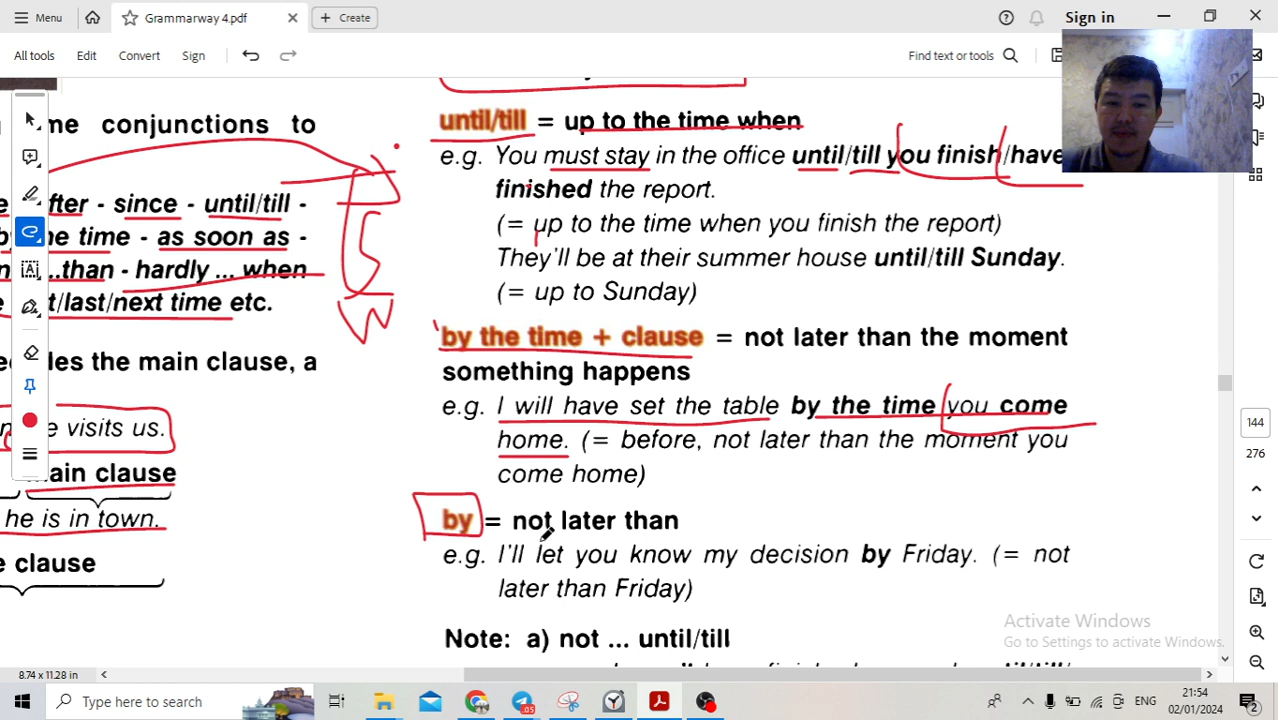 Menu
Grammarway 4.pdf
Create
Sign in
All tools
Edit
Convert
Sign
Find text or tools
me conjunctions to
after - since - until/till -
by the time - as soon as -
...than - hardly ... when
t/last/next time etc.
les the main clause, a
e visits us.
main clause
he is in town.
e clause
until/till = up to the time when
e.g. You must stay in the office until/till you finish/have
finished the report.
(= up to the time when you finish the report)
They'll be at their summer house until/till Sunday.
(= up to Sunday)
by the time + clause = not later than the moment
something happens
e.g. I will have set the table by the time you come
home. (= before, not later than the moment you
come home)
by = not later than
e.g. I'll let you know my decision by Friday. (= not
later than Friday)
Note: a) not ... until/till
144
276
Activate Windows
Go to Settings to activate Windows.
8.74 x 11.28 in
Type here to search
.05
ENG
21:54
02/01/2024
2